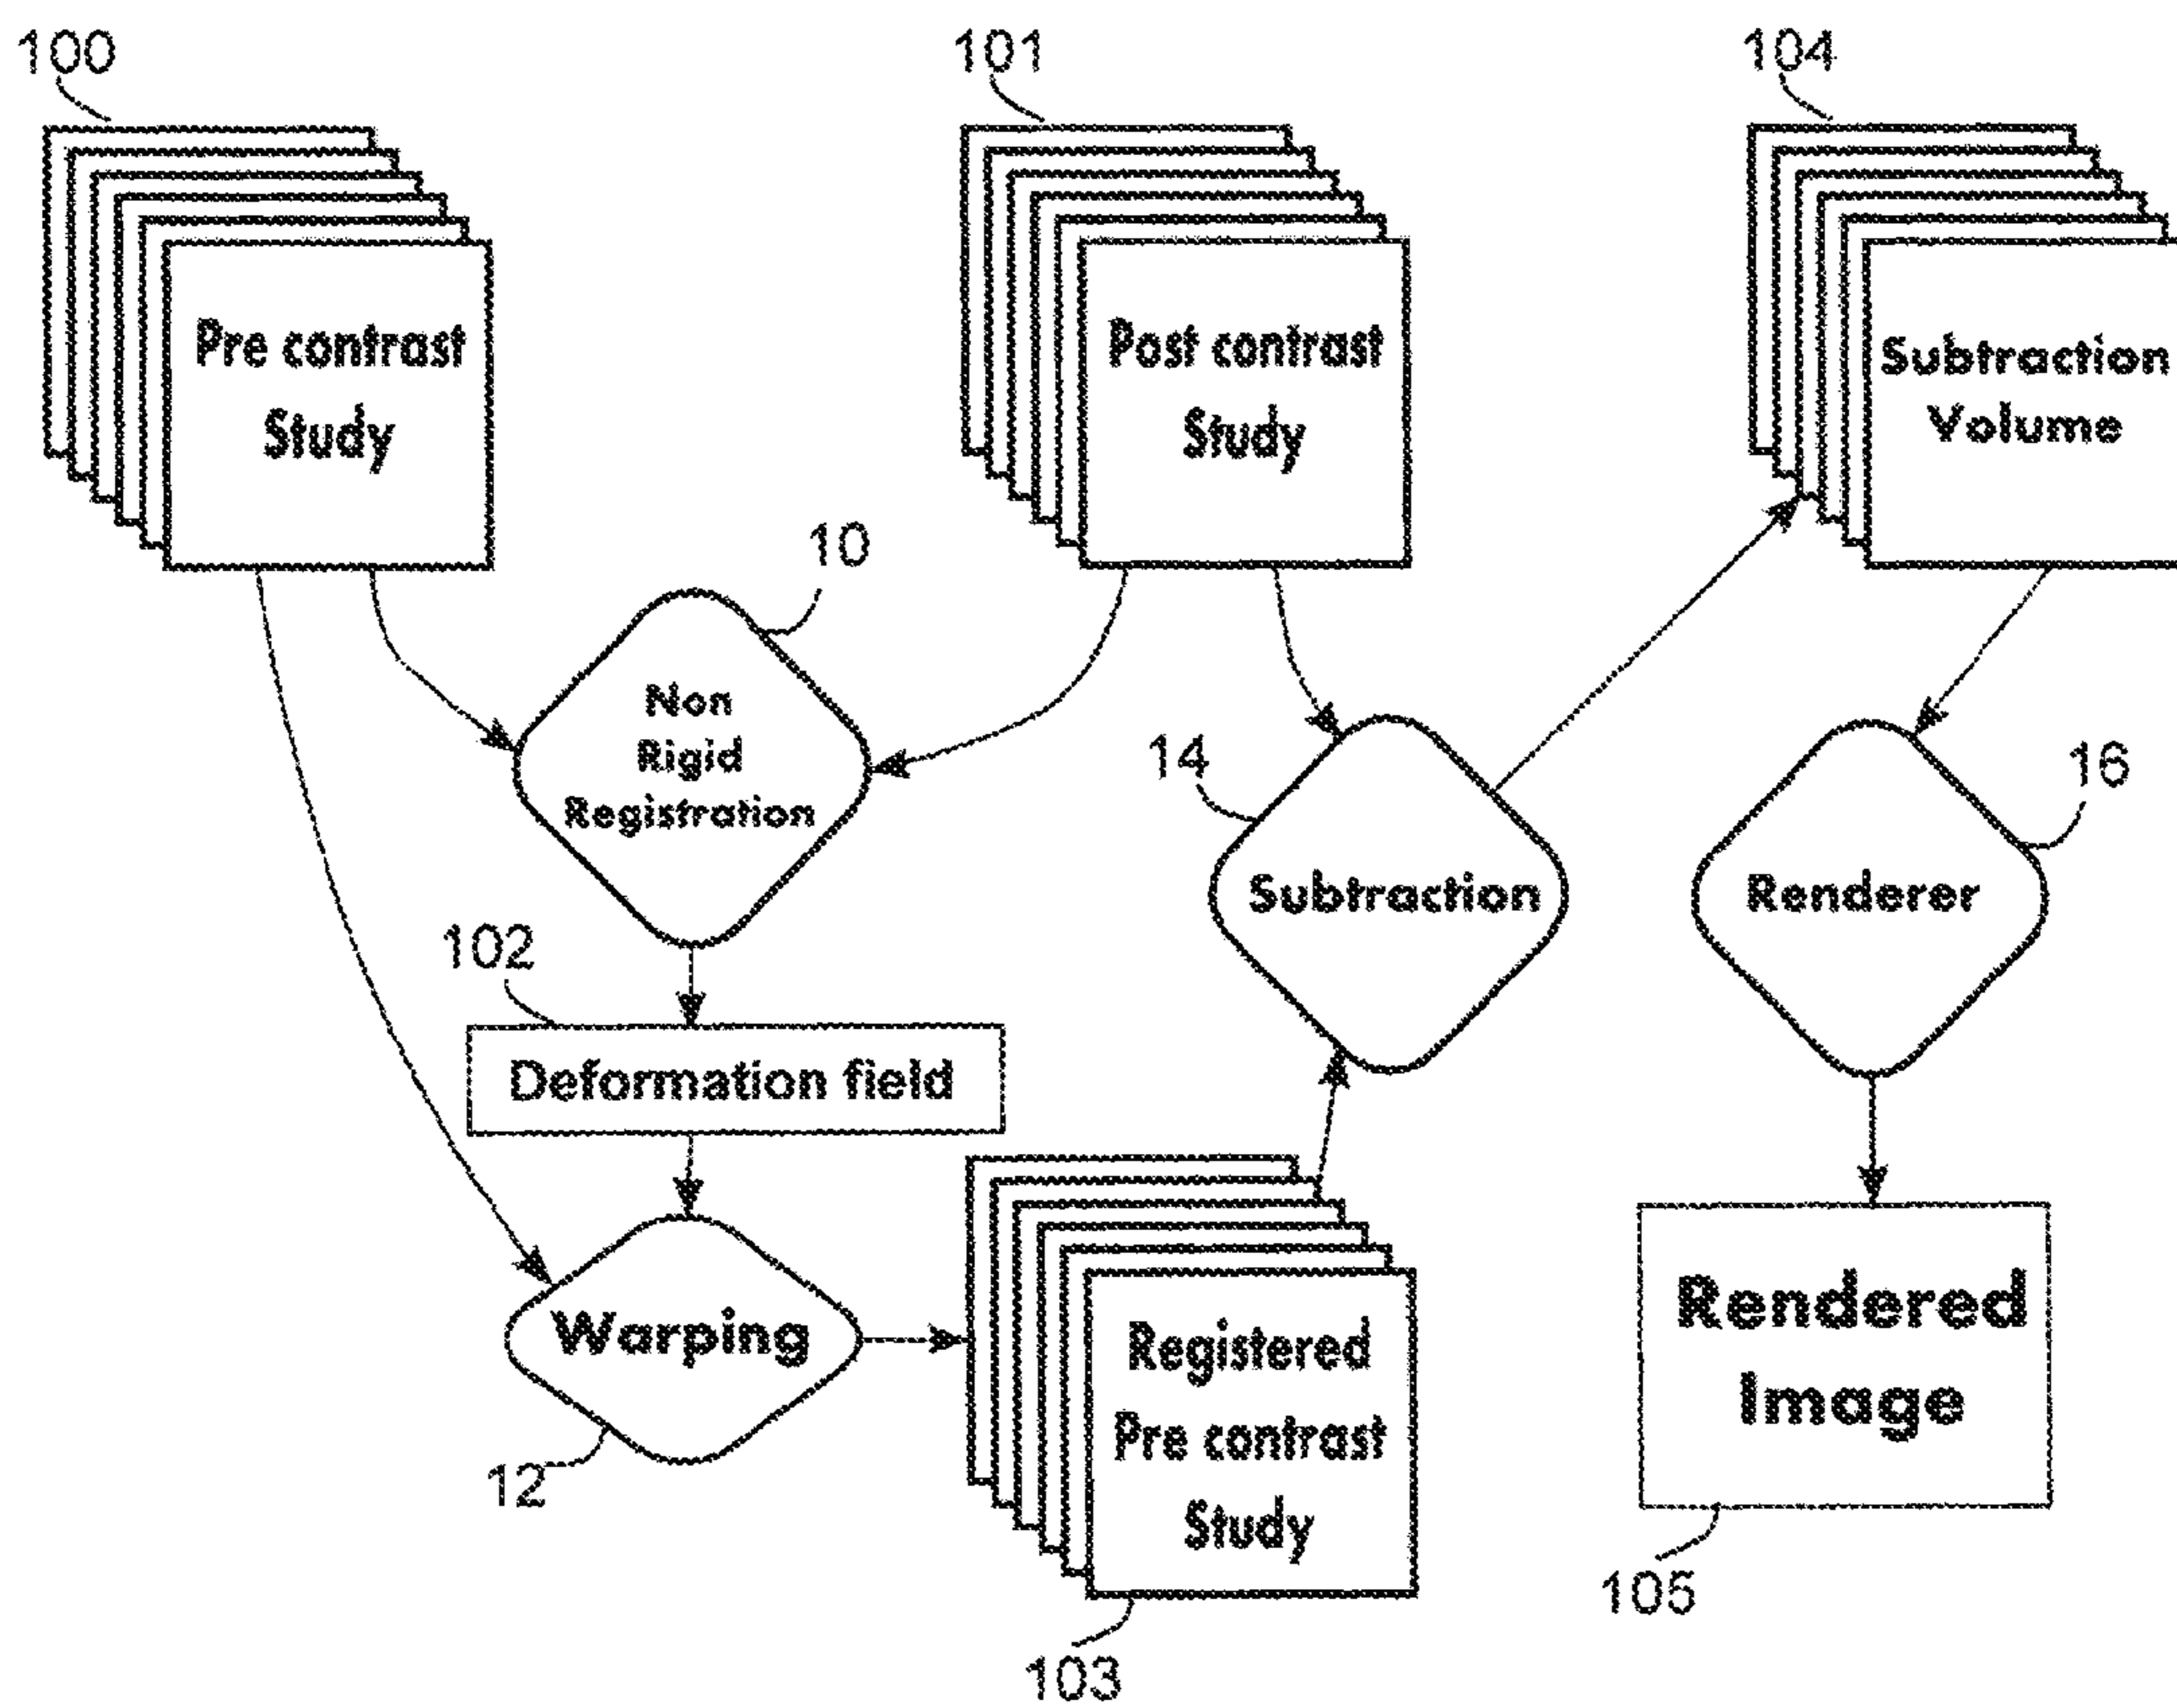 100
101
104
Pre contrast
Study
Post contrast
Study
Subtraction
Volume
10
Non
Rigid
Registration
14
Subtraction
16
Renderer
102
Deformation field
Warping
12
Registered
Pre contrast
Study
103
Rendered
Image
105